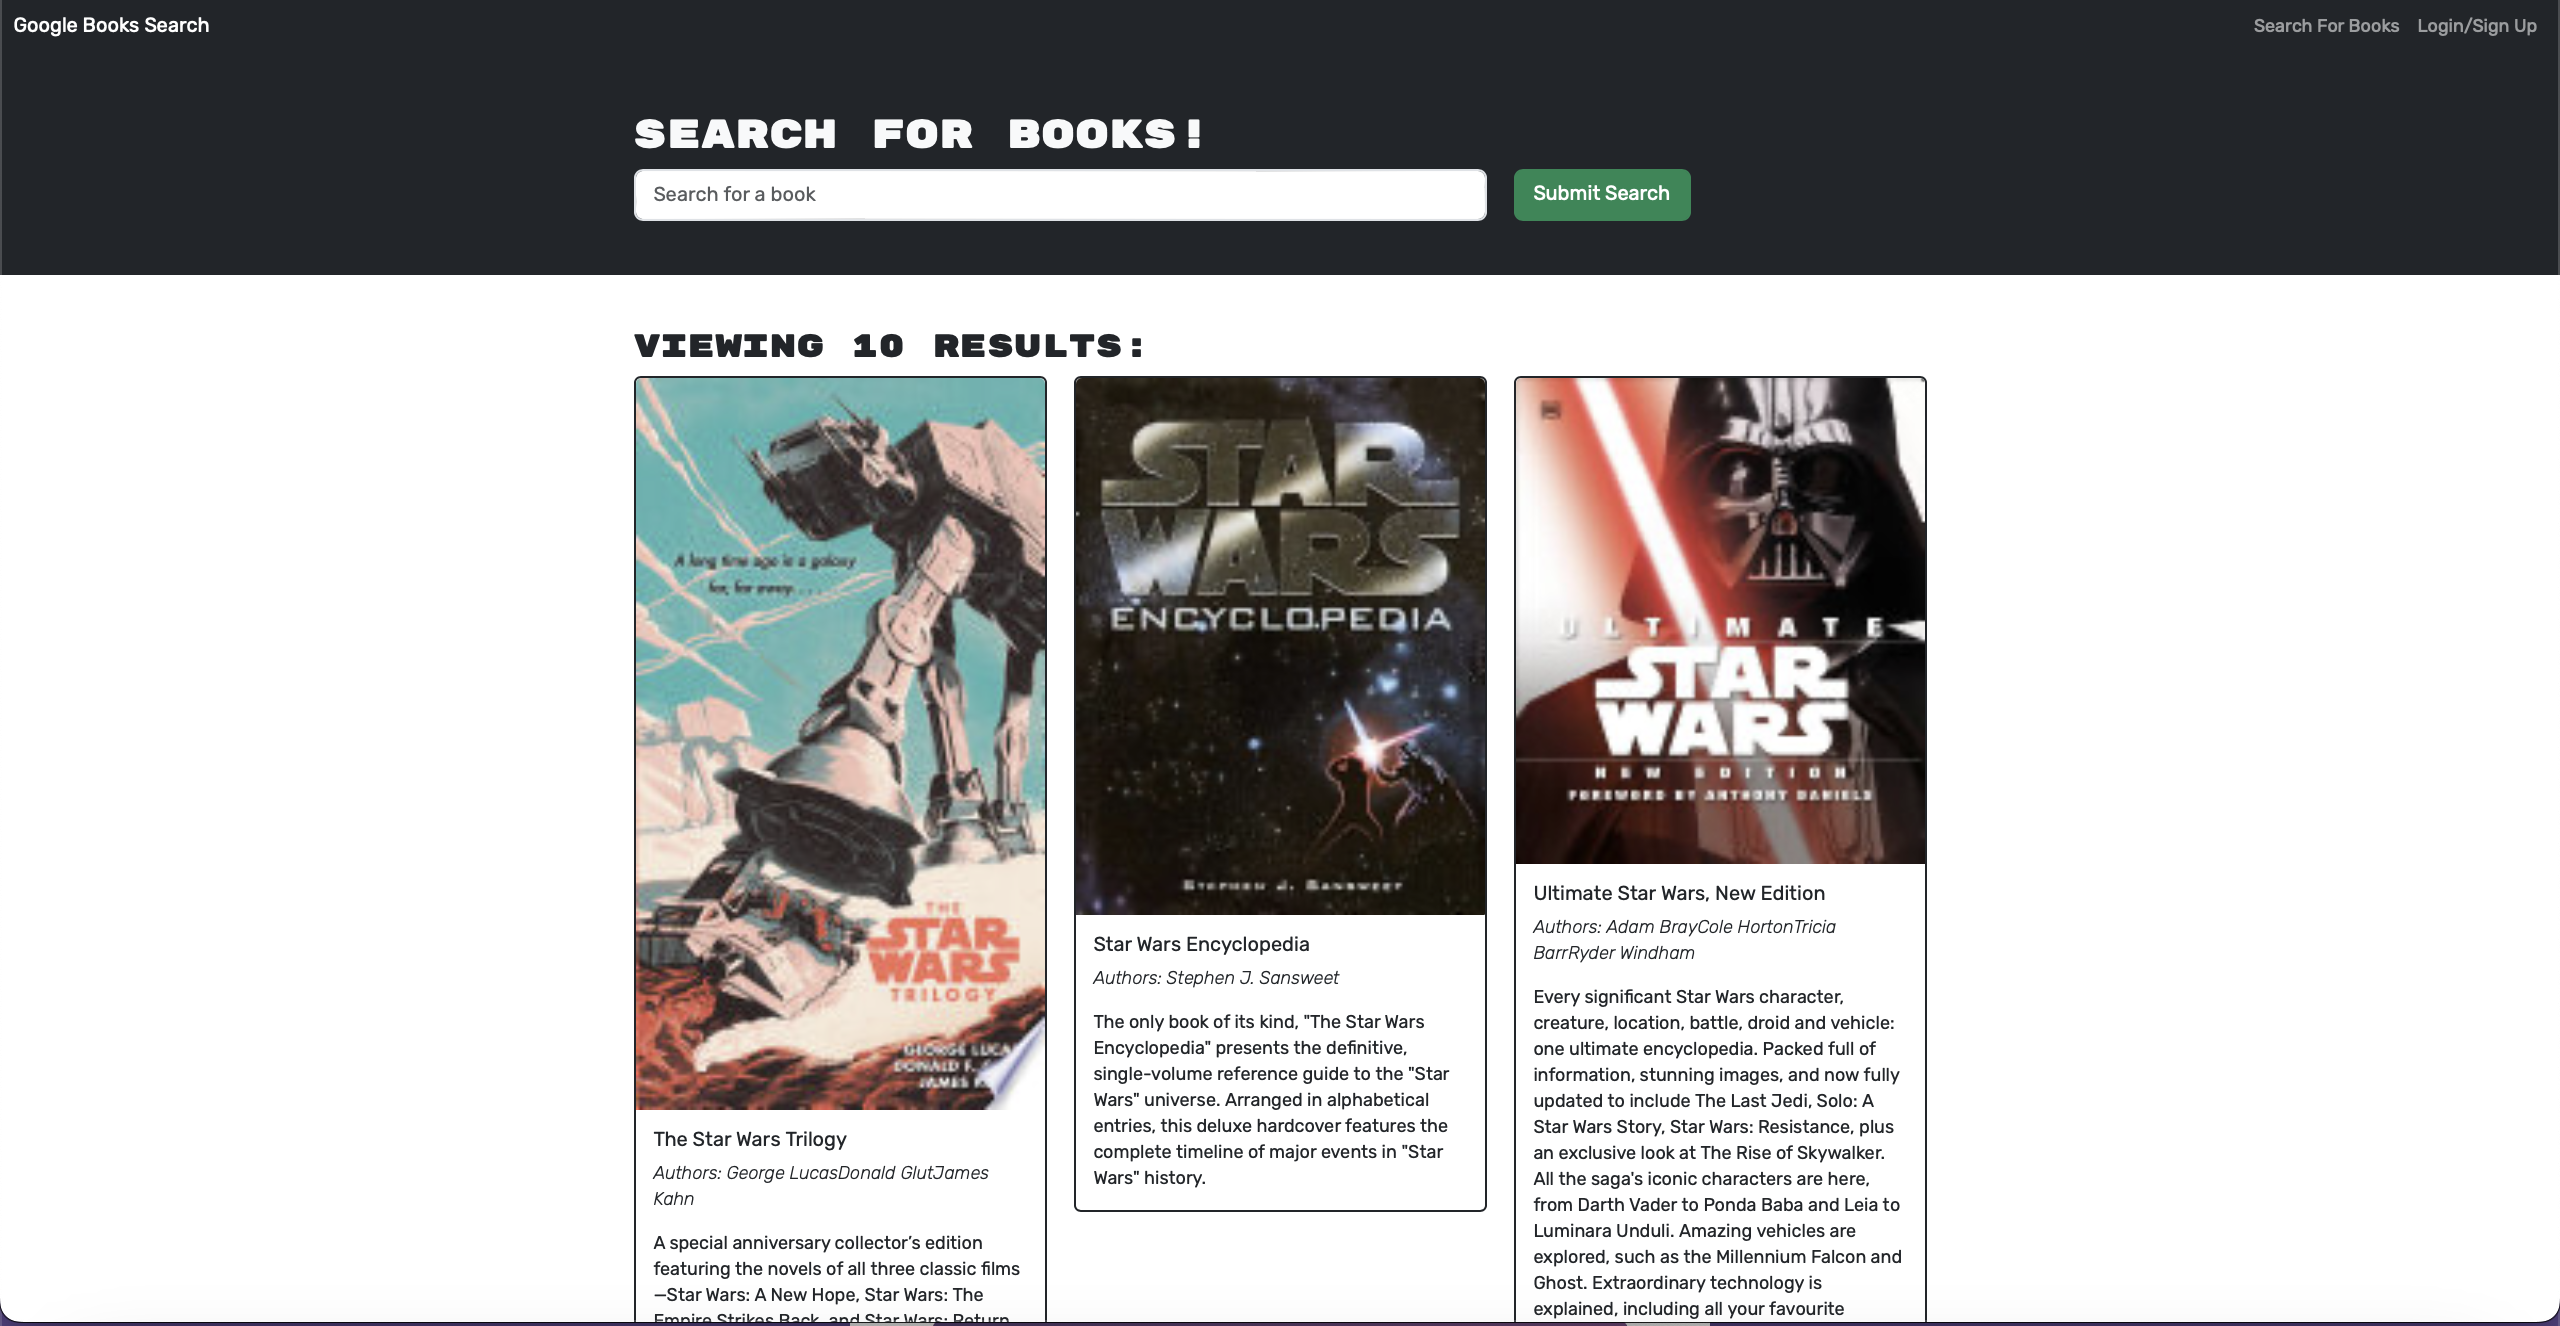 Google Books Search
Search For Books
Login/Sign Up
SEARCH FOR BOOKS!
Search for a book
Submit Search
VIEWING 10 RESULTS:
A long time ago in a galaxy
far, far away. . . .
THE
STAR
WARS
TRILOGY
GEORGE LUCA
DONALD F.
JAMES
The Star Wars Trilogy
Authors: George LucasDonald GlutJames
Kahn
A special anniversary collector's edition
featuring the novels of all three classic films
—Star Wars: A New Hope, Star Wars: The
Empire Strikes Back, and Star Wars: Return
STAR
WARS
ENCYCLOPEDIA
STEPHEN J. SANSWEET
Star Wars Encyclopedia
Authors: Stephen J. Sansweet
The only book of its kind, "The Star Wars
Encyclopedia" presents the definitive,
single-volume reference guide to the "Star
Wars" universe. Arranged in alphabetical
entries, this deluxe hardcover features the
complete timeline of major events in "Star
Wars" history.
ULTIMATE
STAR
WARS
NEW EDITION
FOREWORD BY ANTHONY DANIELS
Ultimate Star Wars, New Edition
Authors: Adam BrayCole HortonTricia
BarrRyder Windham
Every significant Star Wars character,
creature, location, battle, droid and vehicle:
one ultimate encyclopedia. Packed full of
information, stunning images, and now fully
updated to include The Last Jedi, Solo: A
Star Wars Story, Star Wars: Resistance, plus
an exclusive look at The Rise of Skywalker.
All the saga's iconic characters are here,
from Darth Vader to Ponda Baba and Leia to
Luminara Unduli. Amazing vehicles are
explored, such as the Millennium Falcon and
Ghost. Extraordinary technology is
explained, including all your favourite